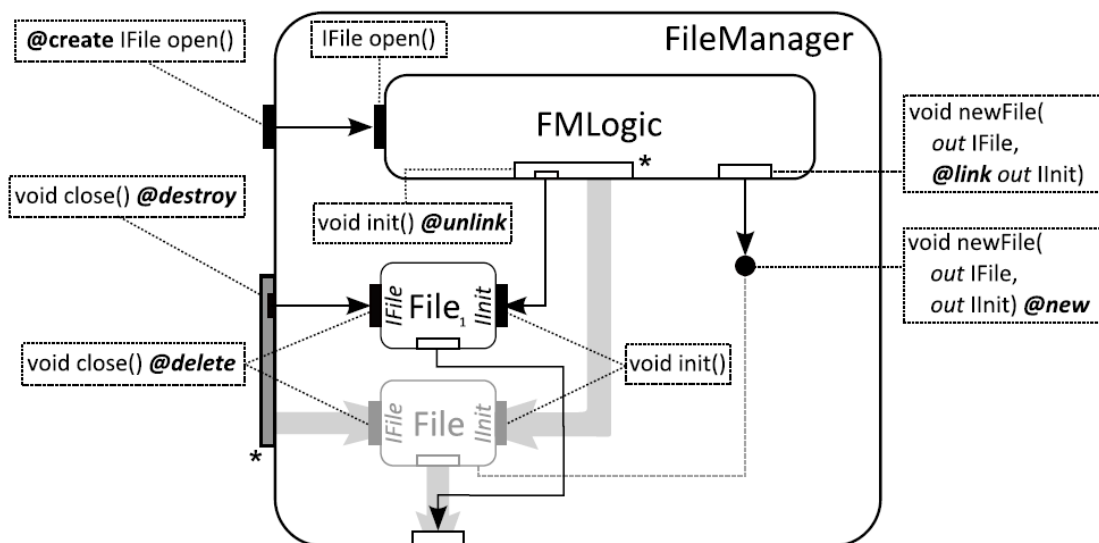 @create IFile open()
IFile open()
FileManager
FMLogic
*
void newFile(
out IFile,
@link out IInit)
void close() @destroy
void init() @unlink
void newFile(
out IFile,
out IInit) @new
IFile
File1
IInit
void close() @delete
void init()
IFile
File
IInit
*